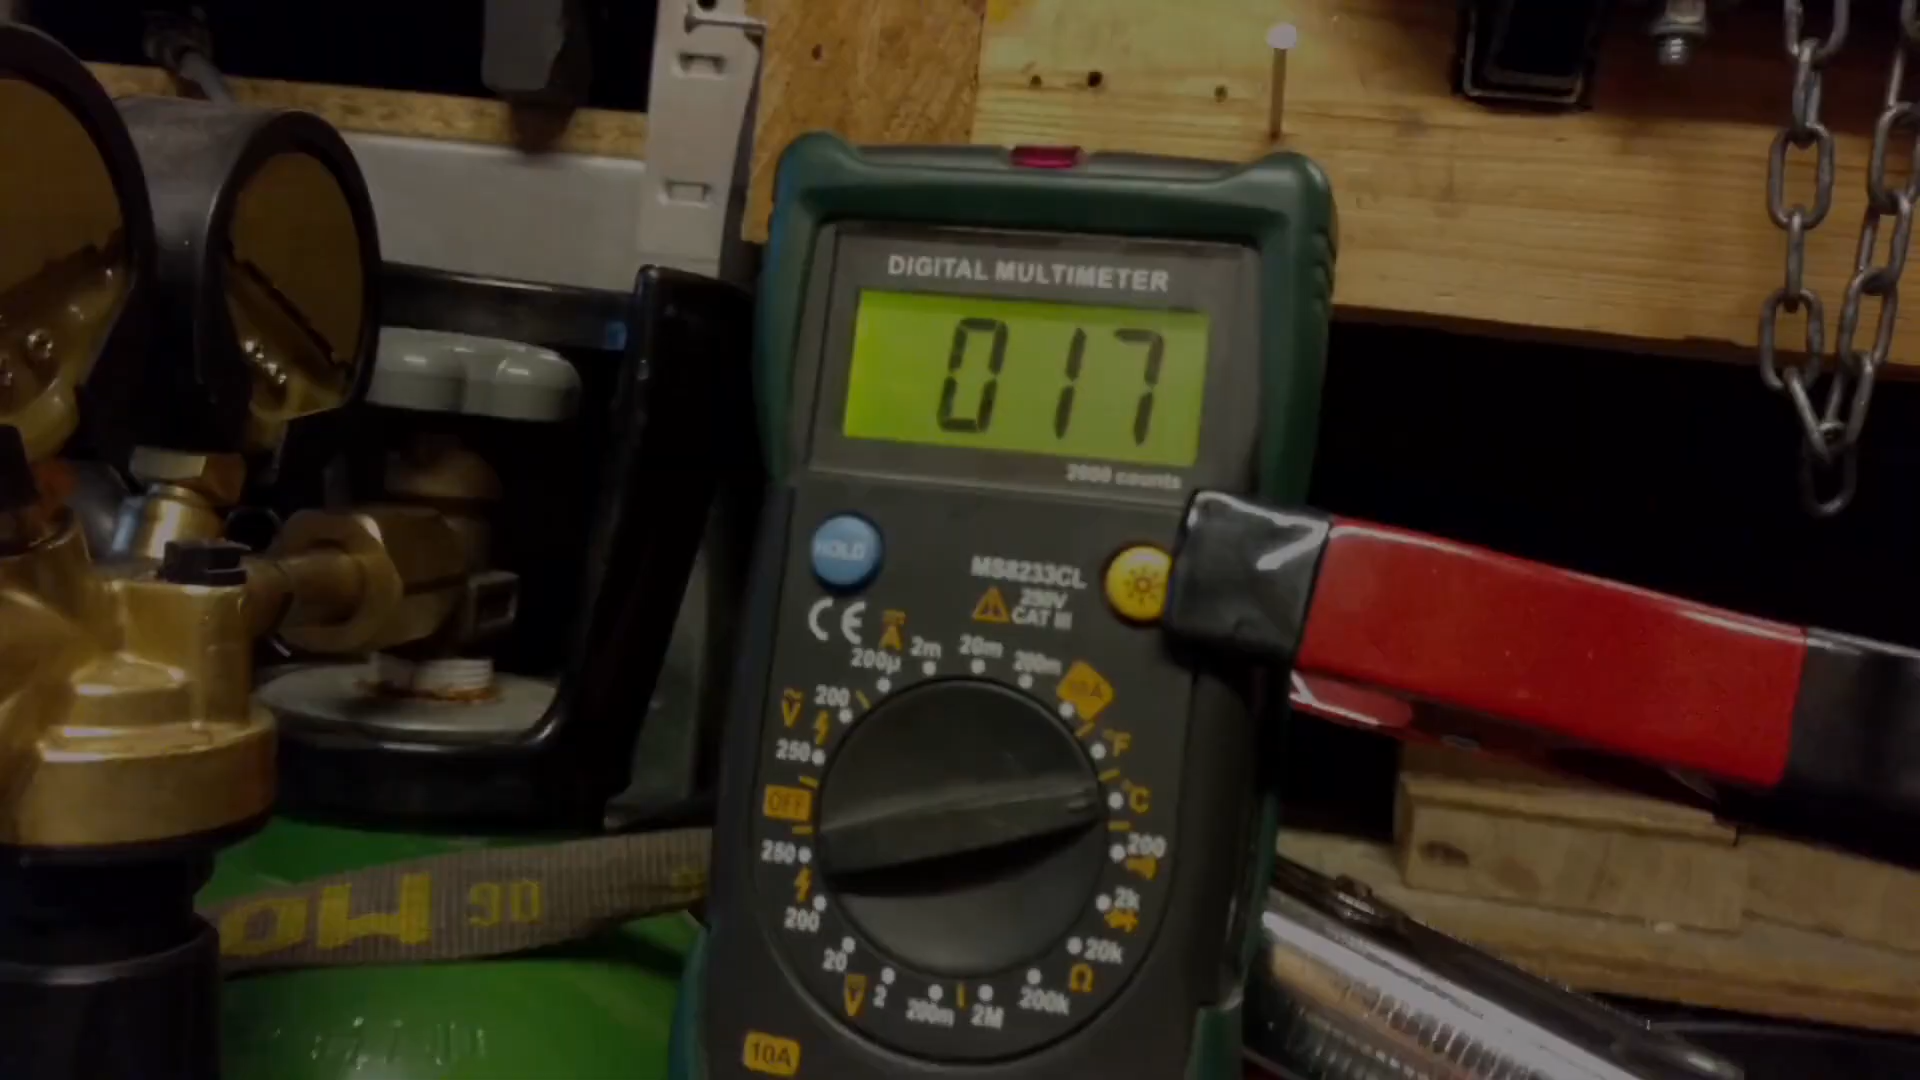 DIGITAL MULTIMETER
017
2000 counts
HOLD
MS8233CL
250V
CAT III
CE
A
200µ
2m
20m
200m
10A
V
200
250
OFF
250
200
20
V
2
200m
2M
200k
Ω
20k
2k
200
°C
°F
10A
90